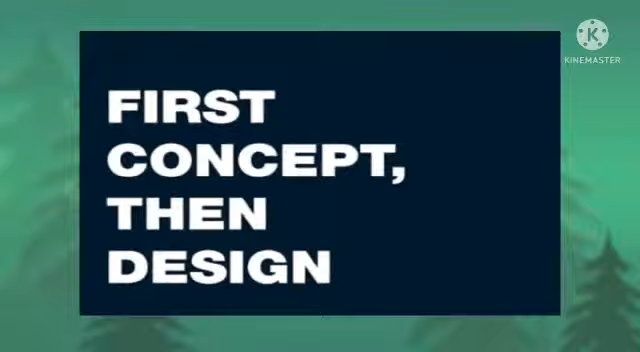 KINEMASTER
FIRST
CONCEPT,
THEN
DESIGN